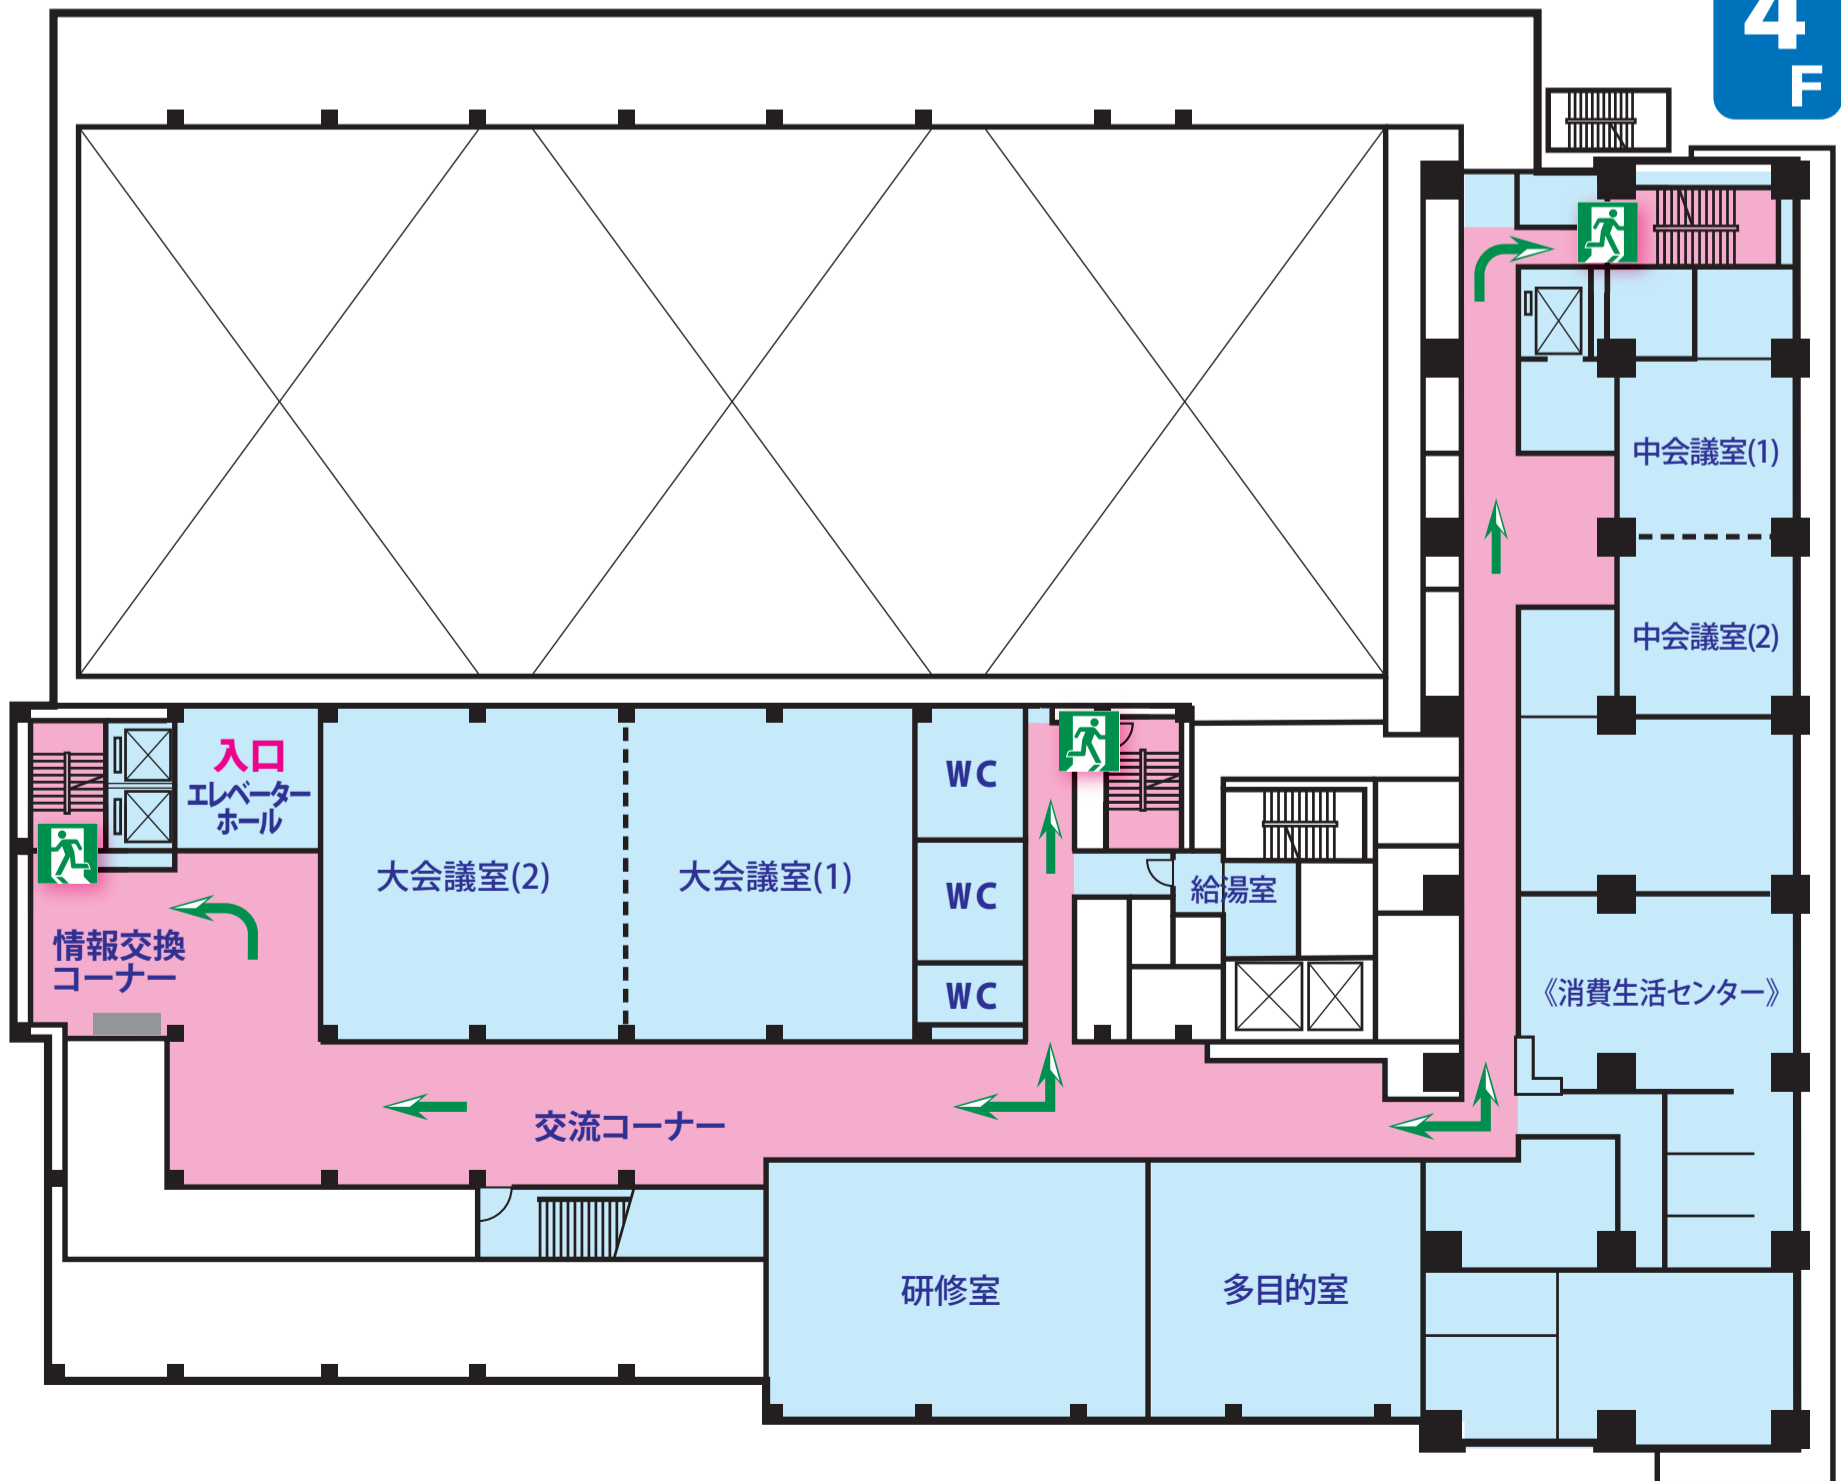 4
F
中会議室(1)
中会議室(2)
入口
エレベーター
ホール
WC
大会議室(2)
大会議室(1)
WC
給湯室
情報交換
コーナー
WC
《消費生活センター》
交流コーナー
研修室
多目的室